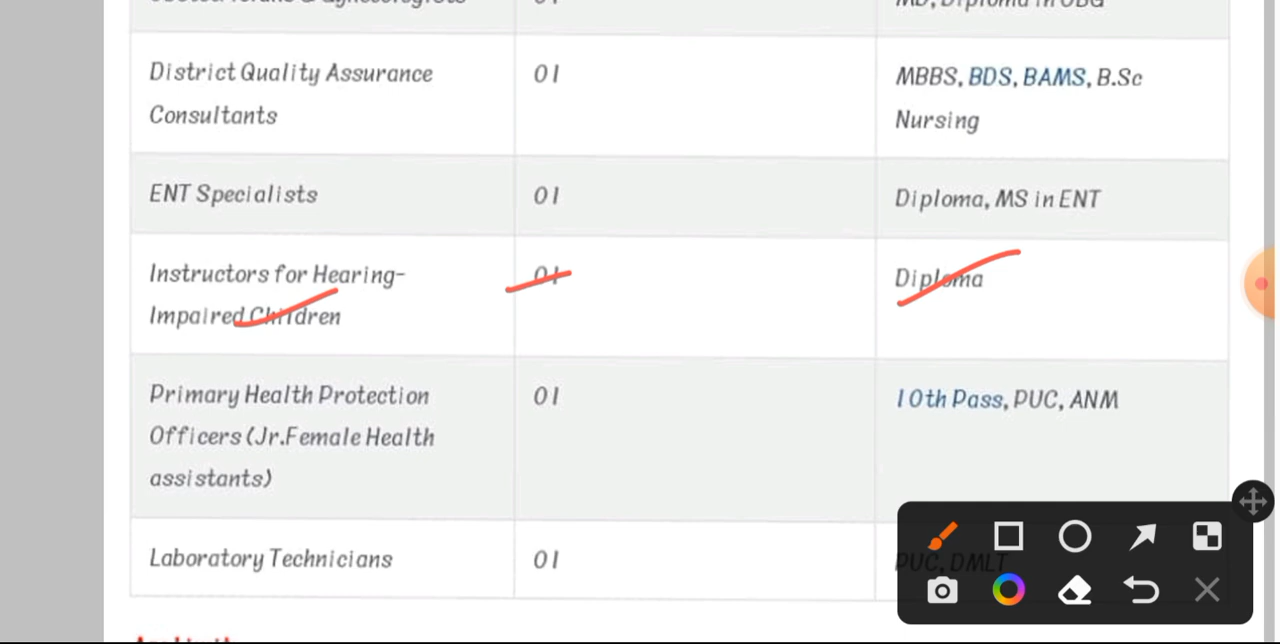 District Quality Assurance 01 MBBS, BDS, BAMS, B.Sc
Consultants Nursing
ENT Specialists 01 Diploma, MS in ENT
Instructors for Hearing- 01 Diploma
Impaired Children
Primary Health Protection 01 10th Pass, PUC, ANM
Officers (Jr.Female Health
assistants)
Laboratory Technicians 01 PUC, DMLT